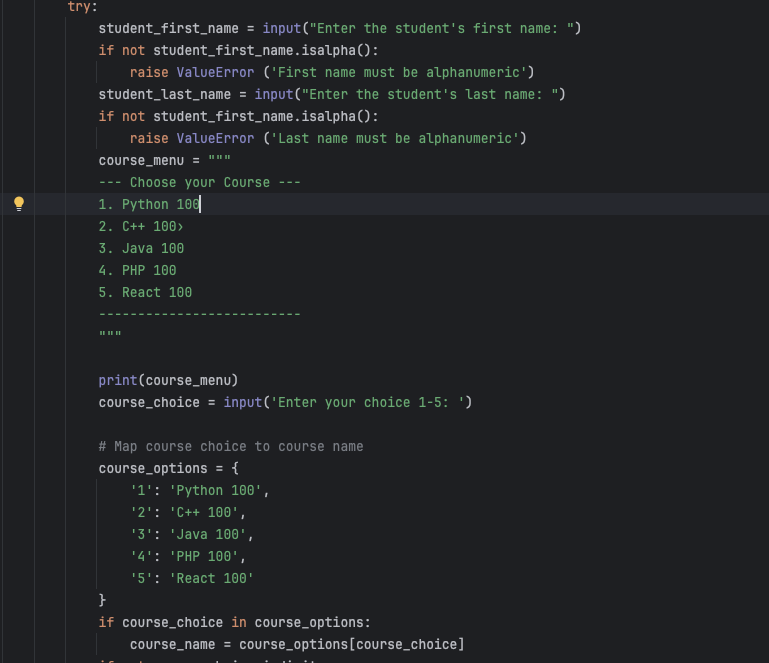 try:
student_first_name = input("Enter the student's first name: ")
if not student_first_name.isalpha():
raise ValueError ('First name must be alphanumeric')
student_last_name = input("Enter the student's last name: ")
if not student_first_name.isalpha():
raise ValueError ('Last name must be alphanumeric')
course_menu = """
--- Choose your Course ---
1. Python 100
2. C++ 100›
3. Java 100
4. PHP 100
5. React 100
--------------------------
"""
print(course_menu)
course_choice = input('Enter your choice 1-5: ')
# Map course choice to course name
course_options = {
'1': 'Python 100',
'2': 'C++ 100',
'3': 'Java 100',
'4': 'PHP 100',
'5': 'React 100'
}
if course_choice in course_options:
course_name = course_options[course_choice]